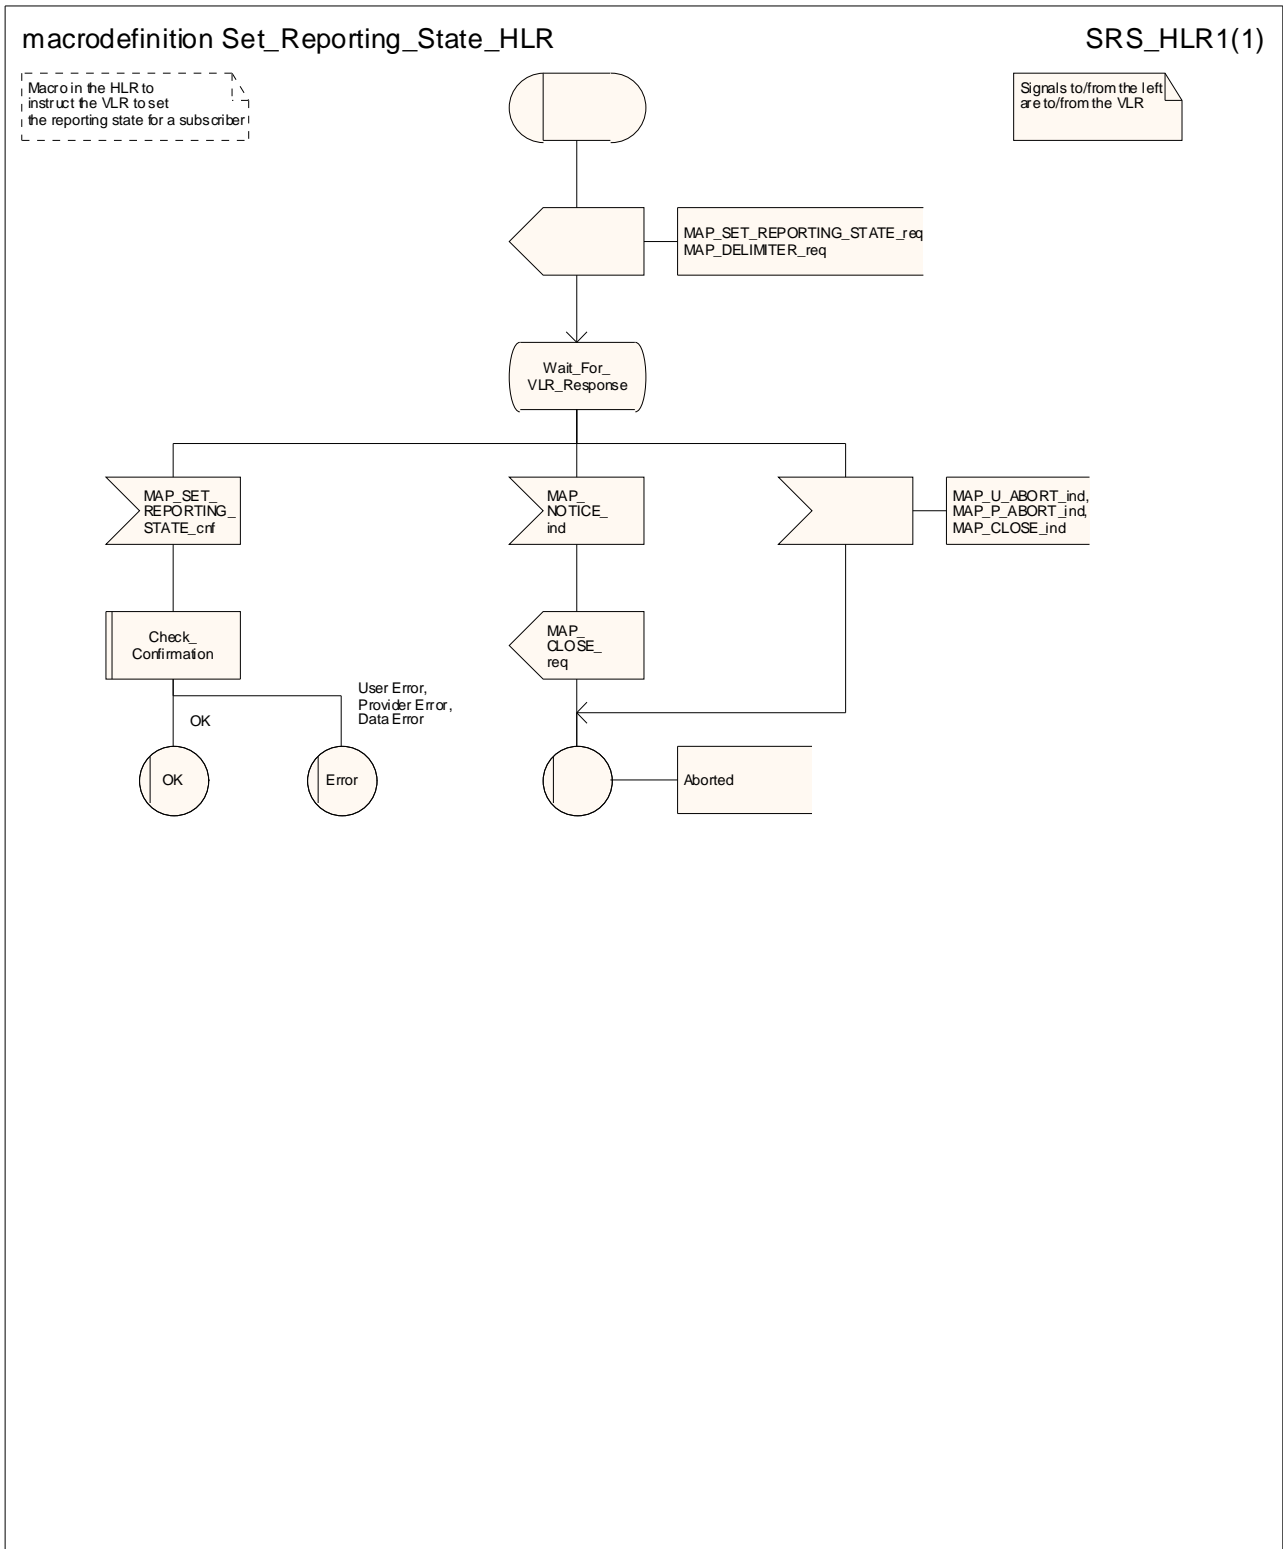 macrodefinition Set_Reporting_State_HLR
SRS_HLR1(1)
Macro in the HLR to
instruct the VLR to set
the reporting state for a subscriber
Signals to/from the left
are to/from the VLR
MAP_SET_REPORTING_STATE_req
MAP_DELIMITER_req
Wait_For_
VLR_Response
MAP_SET_
REPORTING_
STATE_cnf
MAP_
NOTICE_
ind
MAP_U_ABORT_ind,
MAP_P_ABORT_ind,
MAP_CLOSE_ind
Check_
Confirmation
MAP_
CLOSE_
req
User Error,
Provider Error,
Data Error
OK
OK
Error
Aborted